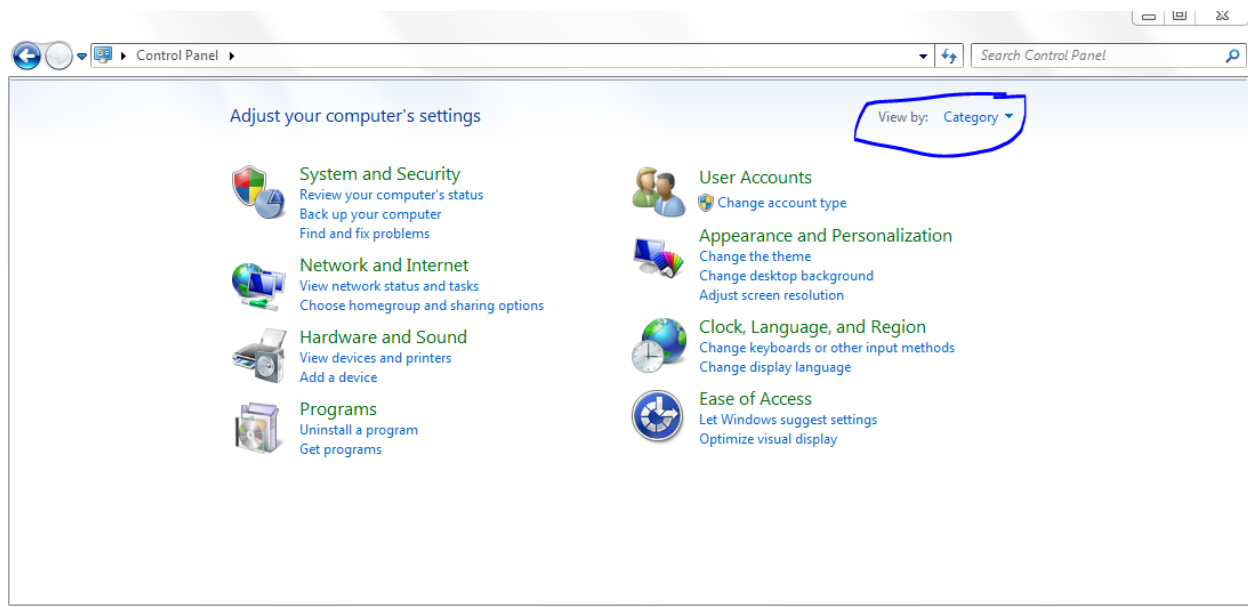 Control Panel
Search Control Panel
Adjust your computer's settings
View by: Category
System and Security
Review your computer's status
Back up your computer
Find and fix problems
Network and Internet
View network status and tasks
Choose homegroup and sharing options
Hardware and Sound
View devices and printers
Add a device
Programs
Uninstall a program
Get programs
User Accounts
Change account type
Appearance and Personalization
Change the theme
Change desktop background
Adjust screen resolution
Clock, Language, and Region
Change keyboards or other input methods
Change display language
Ease of Access
Let Windows suggest settings
Optimize visual display